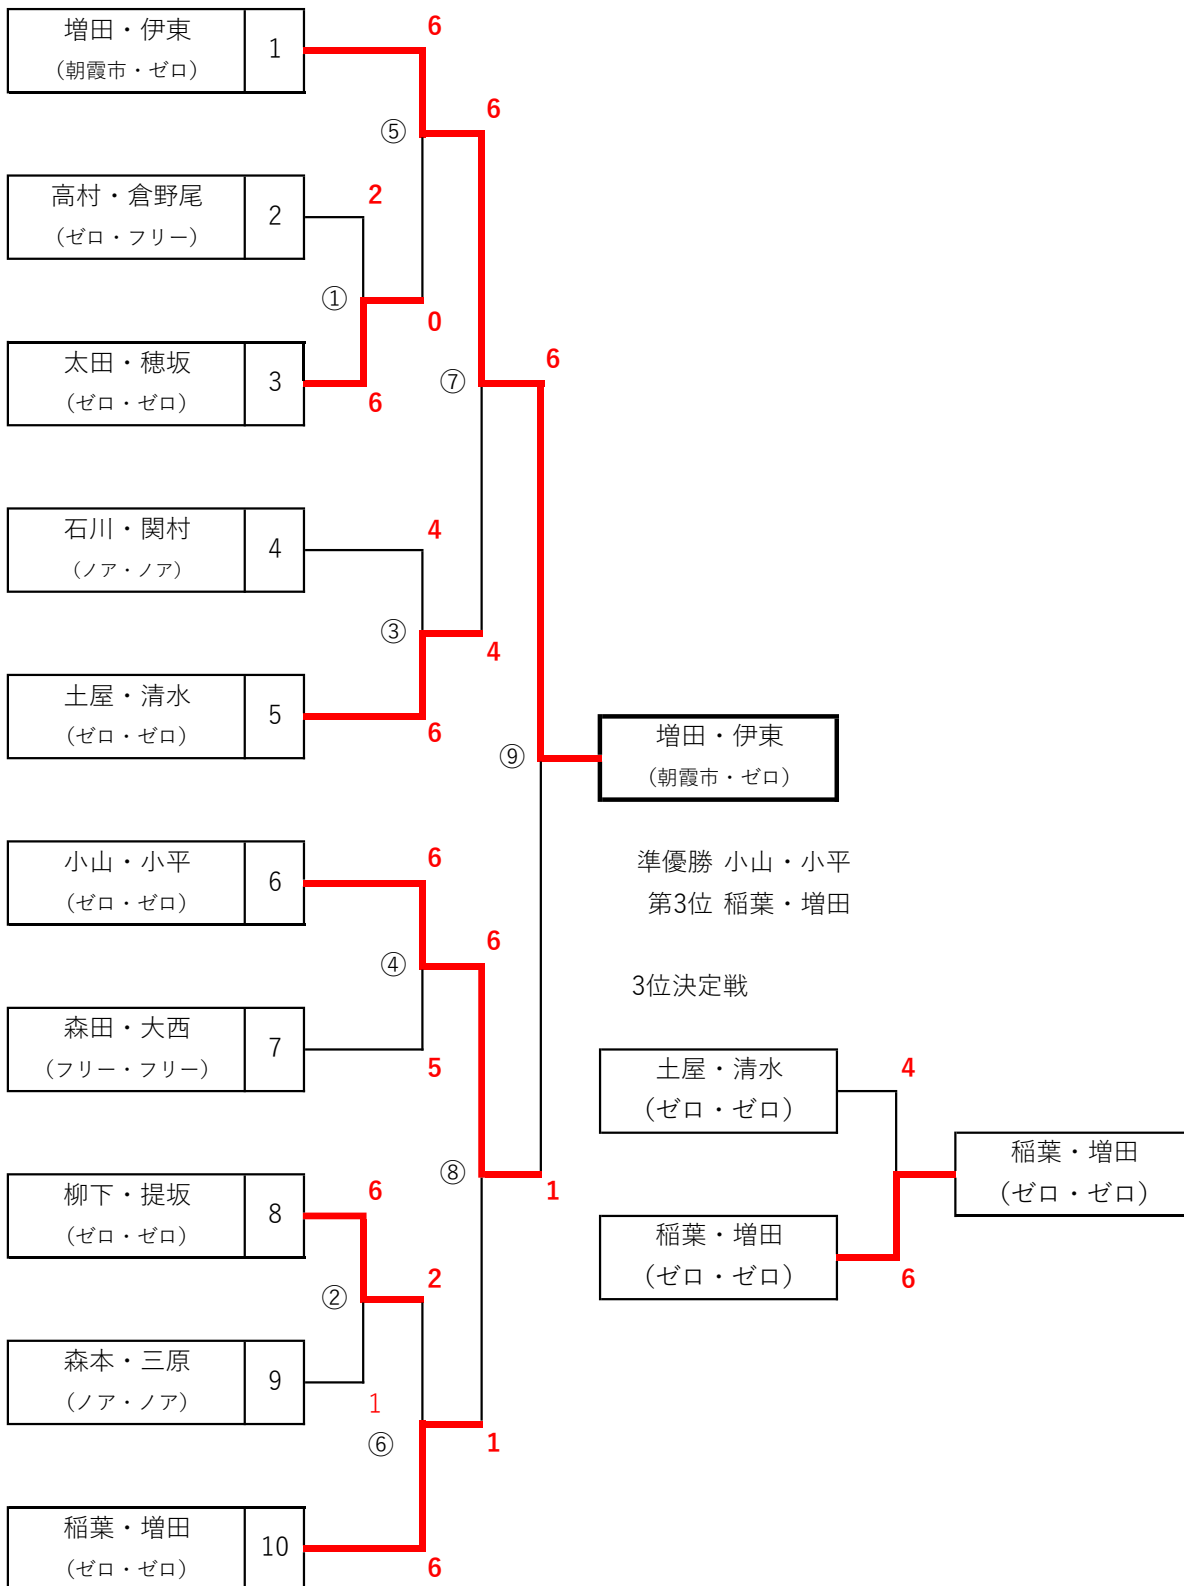 増田・伊東
(朝霞市・ゼロ)
1
6
⑤
6
高村・倉野尾
(ゼロ・フリー)
2
2
①
0
太田・穂坂
(ゼロ・ゼロ)
3
6
⑦
6
石川・関村
(ノア・ノア)
4
4
③
4
土屋・清水
(ゼロ・ゼロ)
5
6
⑨
増田・伊東
(朝霞市・ゼロ)
小山・小平
(ゼロ・ゼロ)
6
6
準優勝 小山・小平
第3位 稲葉・増田
④
6
3位決定戦
森田・大西
(フリー・フリー)
7
5
土屋・清水
(ゼロ・ゼロ)
4
柳下・提坂
(ゼロ・ゼロ)
8
6
⑧
1
稲葉・増田
(ゼロ・ゼロ)
稲葉・増田
(ゼロ・ゼロ)
6
②
2
森本・三原
(ノア・ノア)
9
1
⑥
1
稲葉・増田
(ゼロ・ゼロ)
10
6